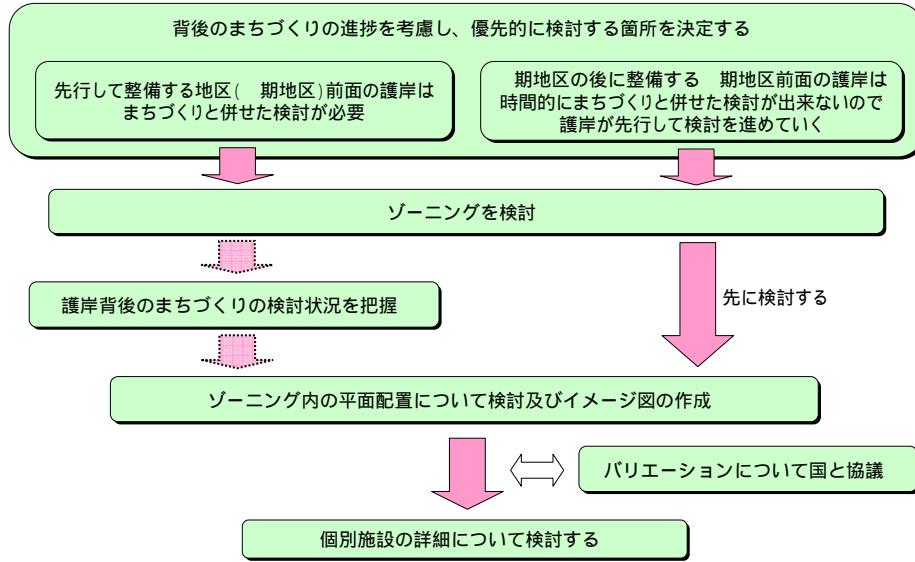 背後のまちづくりの進捗を考慮し、優先的に検討する箇所を決定する
先行して整備する地区(　期地区)前面の護岸は
まちづくりと併せた検討が必要
期地区の後に整備する　期地区前面の護岸は
時間的にまちづくりと併せた検討が出来ないので
護岸が先行して検討を進めていく
ゾーニングを検討
護岸背後のまちづくりの検討状況を把握
先に検討する
ゾーニング内の平面配置について検討及びイメージ図の作成
バリエーションについて国と協議
個別施設の詳細について検討する